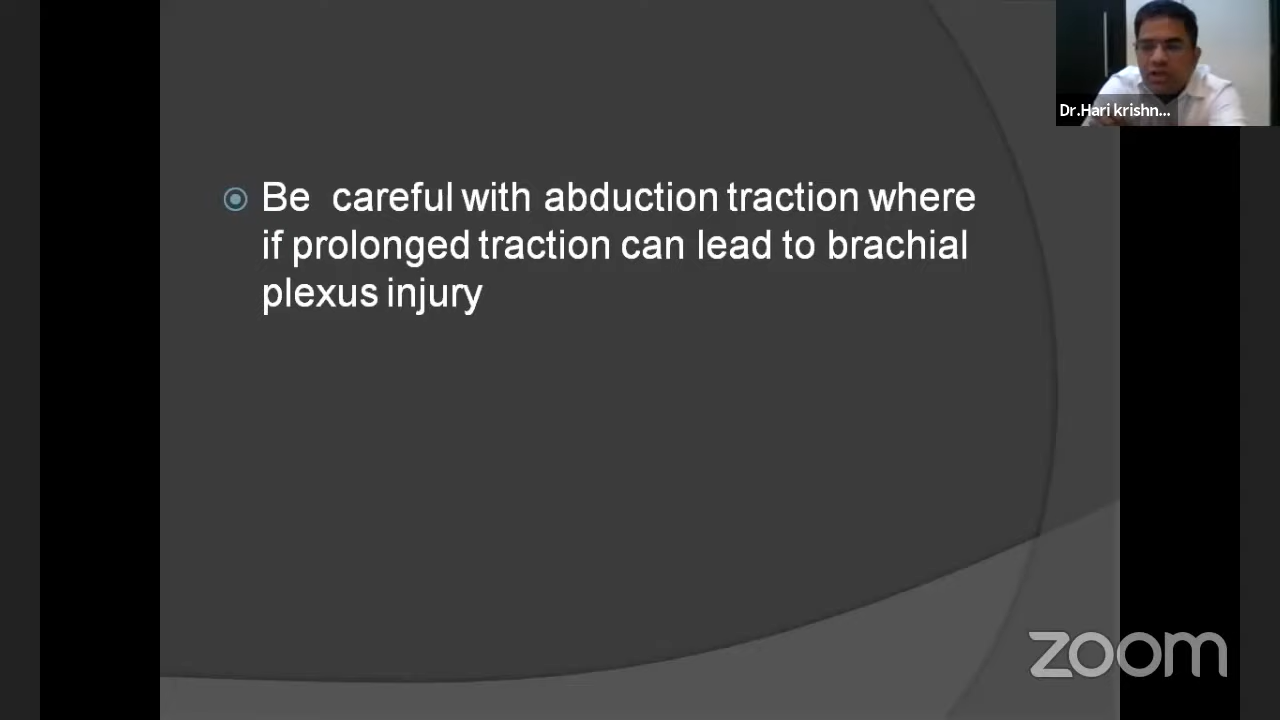 Dr.Hari krishn...
Be careful with abduction traction where
if prolonged traction can lead to brachial
plexus injury
zoom